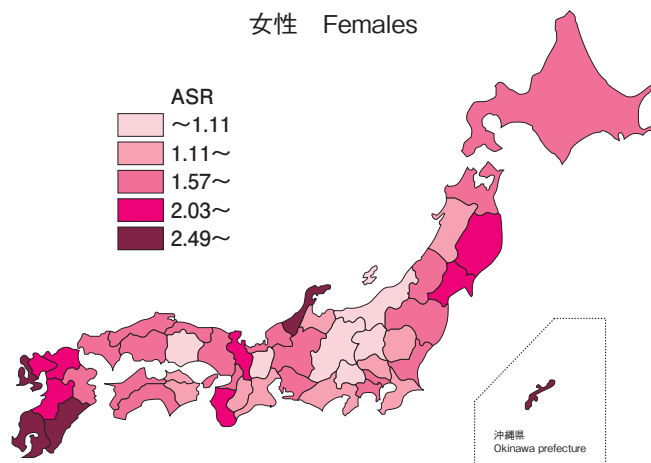 女性 Females
ASR
～1.11
1.11～
1.57～
2.03～
2.49～
沖縄県
Okinawa prefecture